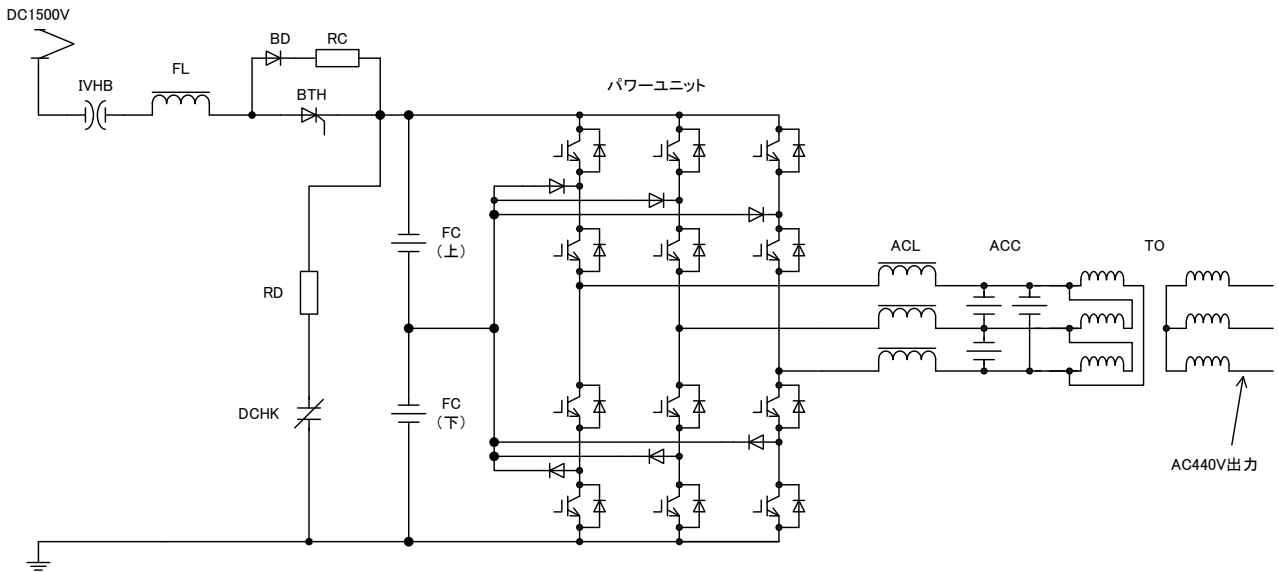 DC1500V
BD
RC
IVHB
FL
BTH
パワーユニット
FC
（上）
ACL
ACC
TO
RD
DCHK
FC
（下）
AC440V出力